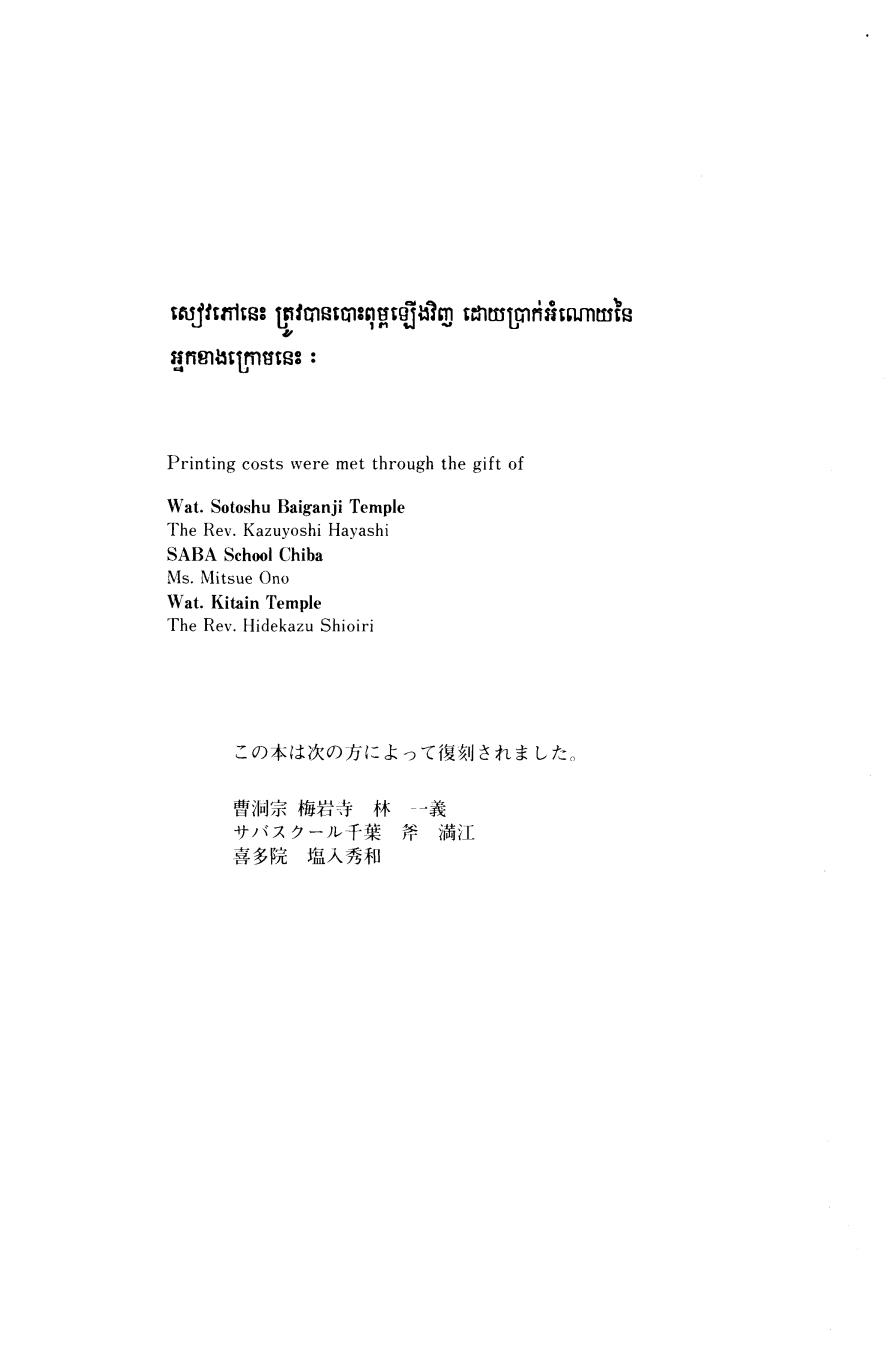 សៀវភៅនេះ ត្រូវបានបោះពុម្ពឡើងវិញ ដោយប្រាក់អំណោយនៃ
អ្នកខាងក្រោមនេះ ៖
Printing costs were met through the gift of
Wat. Sotoshu Baiganji Temple
The Rev. Kazuyoshi Hayashi
SABA School Chiba
Ms. Mitsue Ono
Wat. Kitain Temple
The Rev. Hidekazu Shioiri
この本は次の方によって復刻されました。
曹洞宗 梅岩寺　林　一義
サバスクール千葉　斧　満江
喜多院　塩入秀和